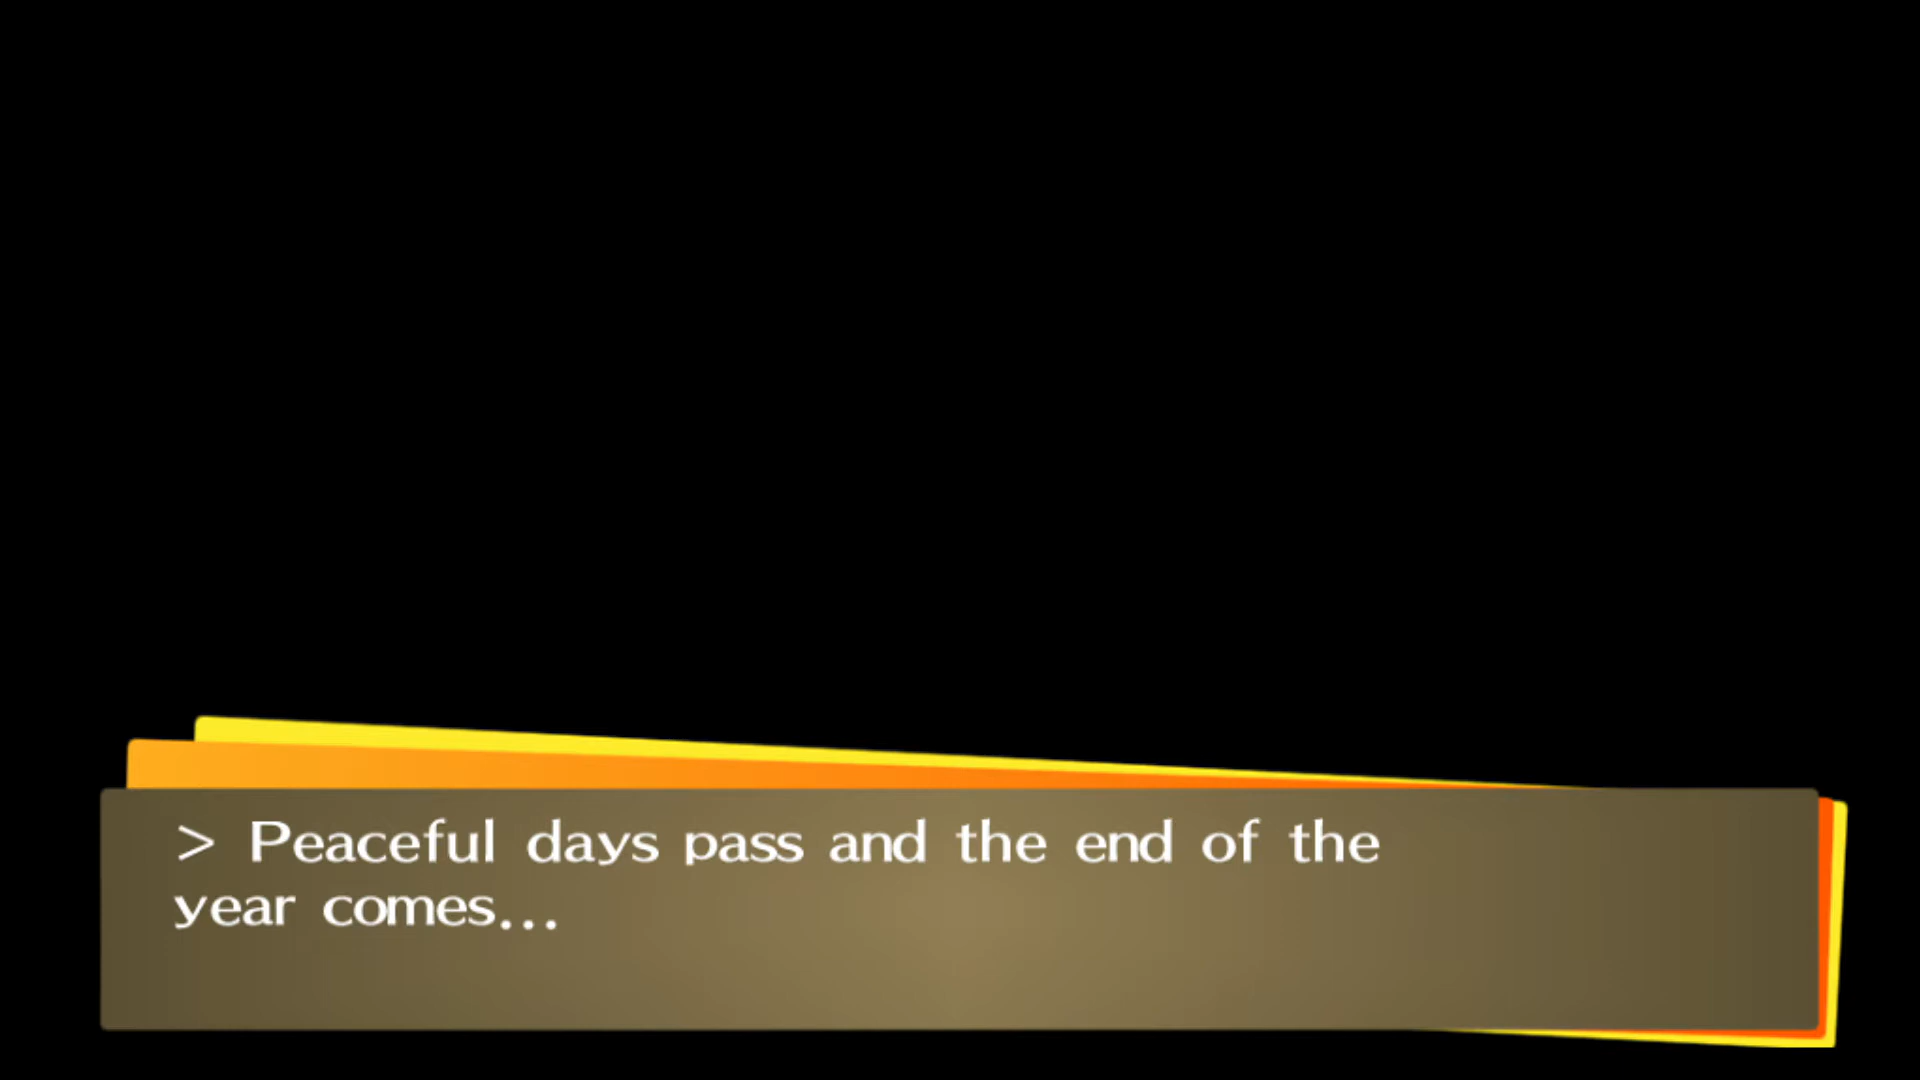 > Peaceful days pass and the end of the
year comes...